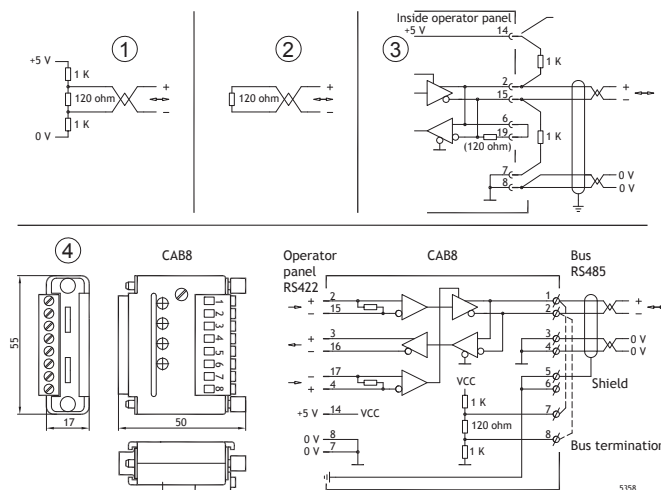 1
+5 V
1 K
120 ohm
1 K
0 V
+
−
2
120 ohm
+
−
3
Inside operator panel
+5 V
14
1 K
2
15
+
−
6
19
(120 ohm)
1 K
7
8
0 V
0 V
4
CAB8
55
17
50
1
2
3
4
5
6
7
8
Operator
panel
RS422
CAB8
Bus
RS485
+ 2
− 15
+ 3
− 16
− 17
+ 4
+5 V 14 VCC
0 V 8
0 V 7
VCC
1 K
120 ohm
1 K
1 +
2 −
3 0 V
4 0 V
5
6
Shield
7
8
Bus termination
5358